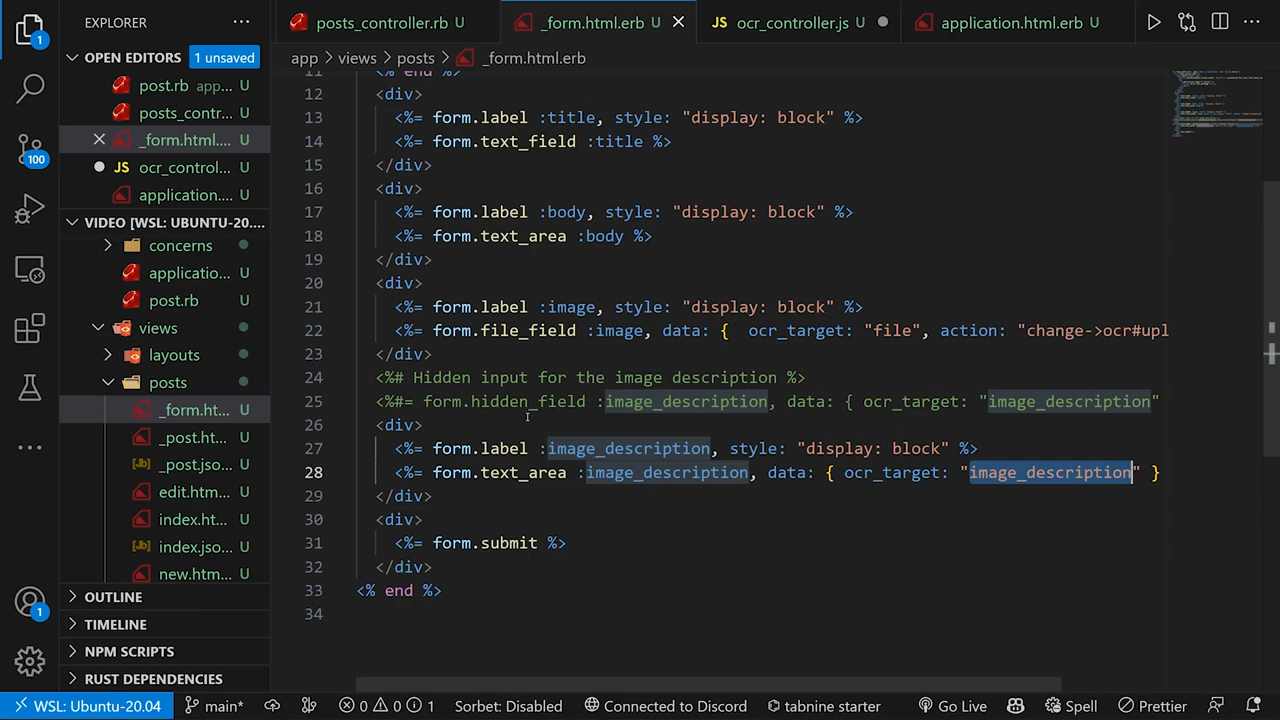 EXPLORER
OPEN EDITORS
1 unsaved
post.rb app...
U
posts_contr...
U
_form.html....
U
ocr_control...
U
application....
U
VIDEO [WSL: UBUNTU-20....
concerns
applicatio...
U
post.rb
U
views
layouts
posts
_form.ht...
U
_post.ht...
U
_post.jso...
U
edit.htm...
U
index.ht...
U
index.jso...
U
new.htm...
U
OUTLINE
TIMELINE
NPM SCRIPTS
RUST DEPENDENCIES
1
100
1
posts_controller.rb U
_form.html.erb U
JS ocr_controller.js U
application.html.erb U
app > views > posts > _form.html.erb
11 <% end %>
12 <div>
13 <%= form.label :title, style: "display: block" %>
14 <%= form.text_field :title %>
15 </div>
16 <div>
17 <%= form.label :body, style: "display: block" %>
18 <%= form.text_area :body %>
19 </div>
20 <div>
21 <%= form.label :image, style: "display: block" %>
22 <%= form.file_field :image, data: { ocr_target: "file", action: "change->ocr#upl
23 </div>
24 <%# Hidden input for the image description %>
25 <%#= form.hidden_field :image_description, data: { ocr_target: "image_description"
26 <div>
27 <%= form.label :image_description, style: "display: block" %>
28 <%= form.text_area :image_description, data: { ocr_target: "image_description" }
29 </div>
30 <div>
31 <%= form.submit %>
32 </div>
33 <% end %>
34
WSL: Ubuntu-20.04 main* 0 0 1 Sorbet: Disabled Connected to Discord tabnine starter Go Live Spell Prettier